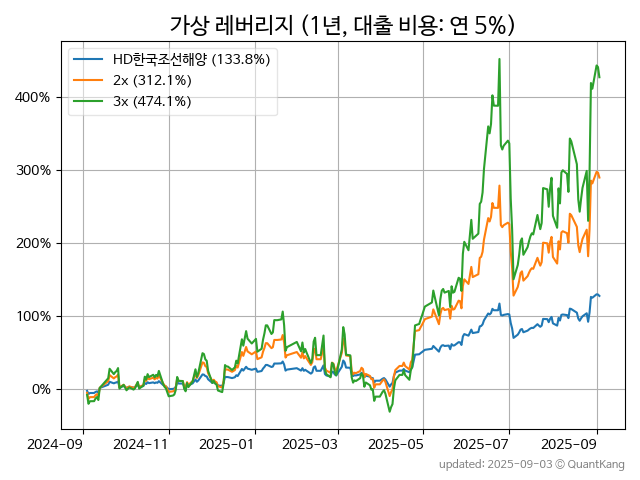 가상 레버리지 (1년, 대출 비용: 연 5%)
HD한국조선해양 (133.8%)
2x (312.1%)
3x (474.1%)
400%
300%
200%
100%
0%
2024-09 2024-11 2025-01 2025-03 2025-05 2025-07 2025-09
updated: 2025-09-03 © QuantKang